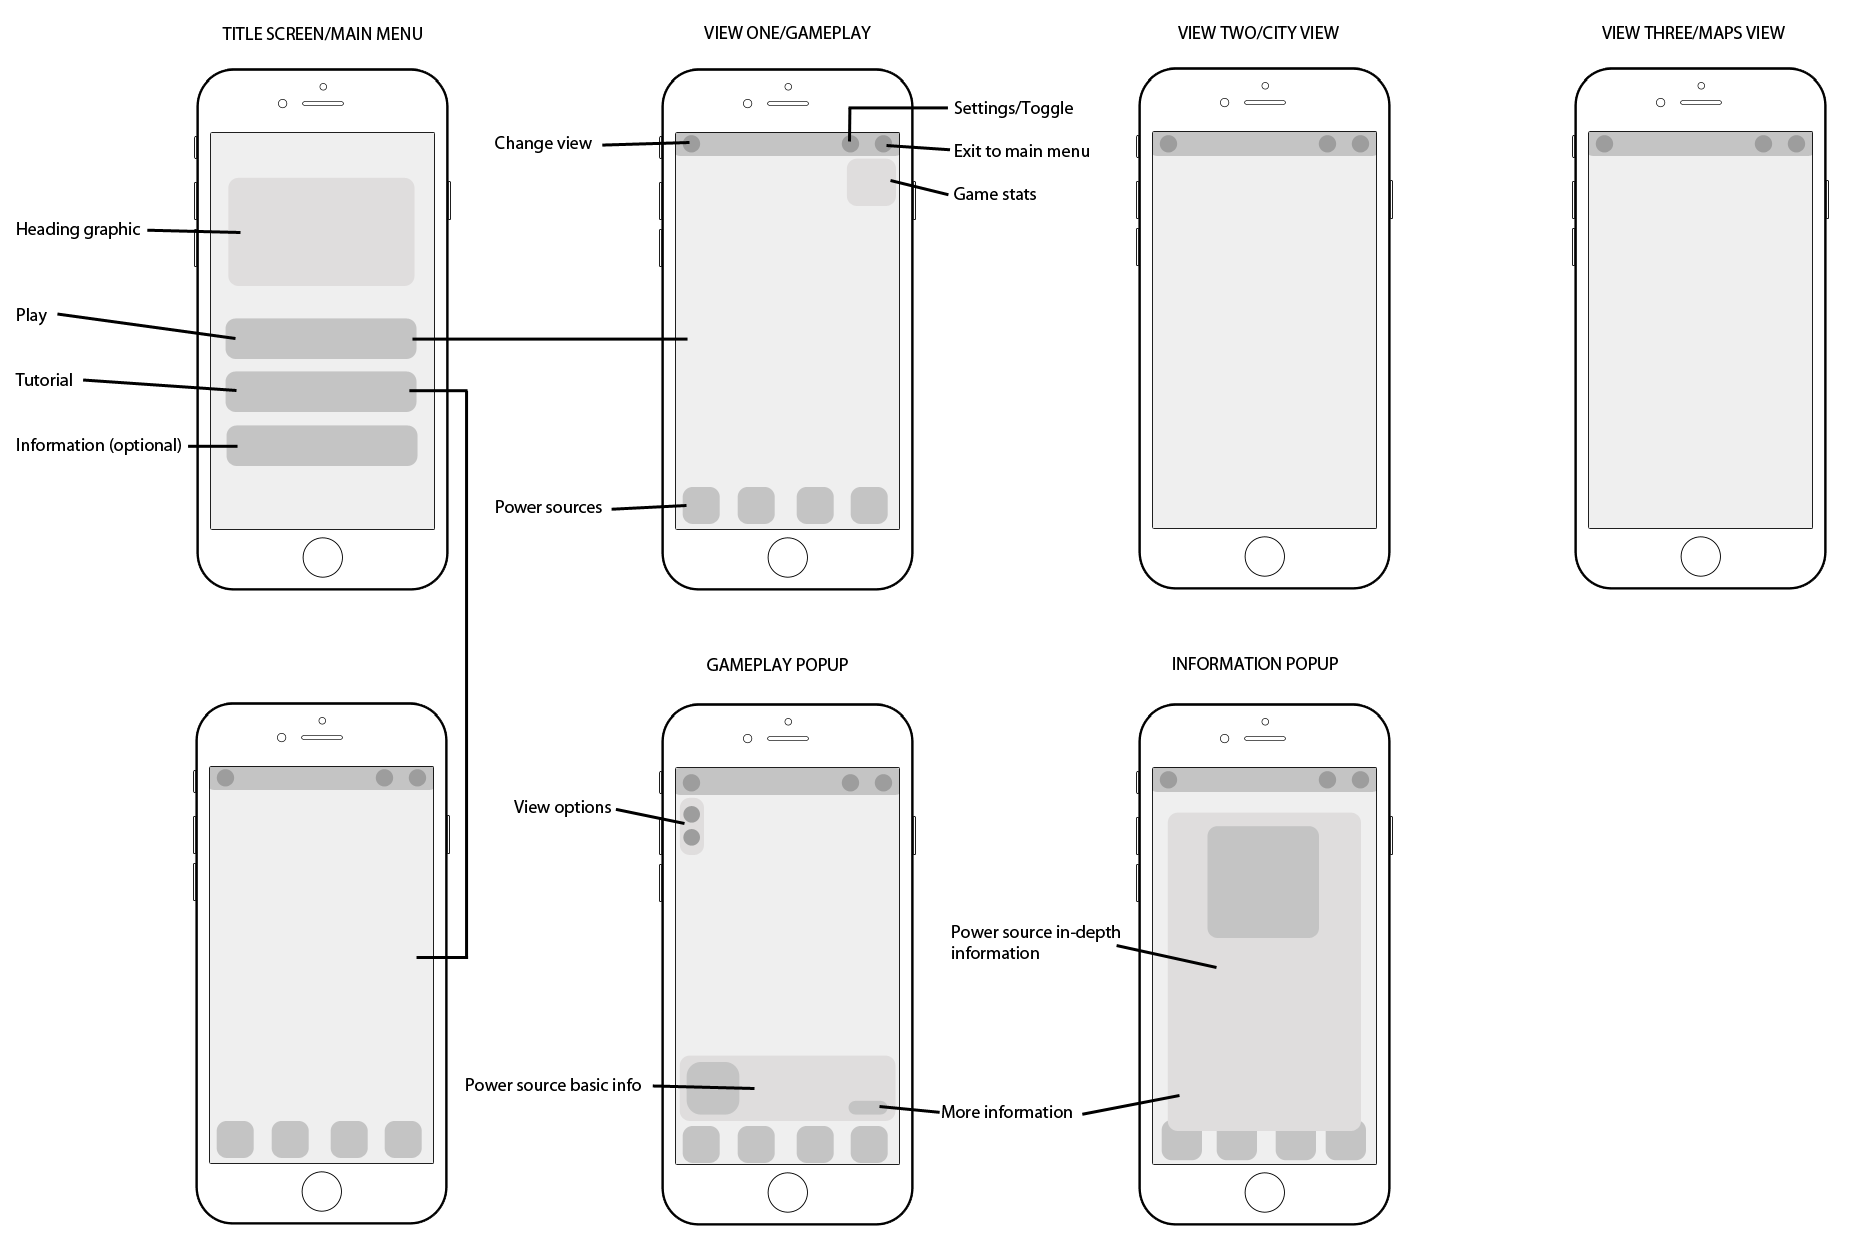 TITLE SCREEN/MAIN MENU
VIEW ONE/GAMEPLAY
VIEW TWO/CITY VIEW
VIEW THREE/MAPS VIEW
Settings/Toggle
Change view
Exit to main menu
Game stats
Heading graphic
Play
Tutorial
Information (optional)
Power sources
GAMEPLAY POPUP
INFORMATION POPUP
View options
Power source in-depth
information
Power source basic info
More information